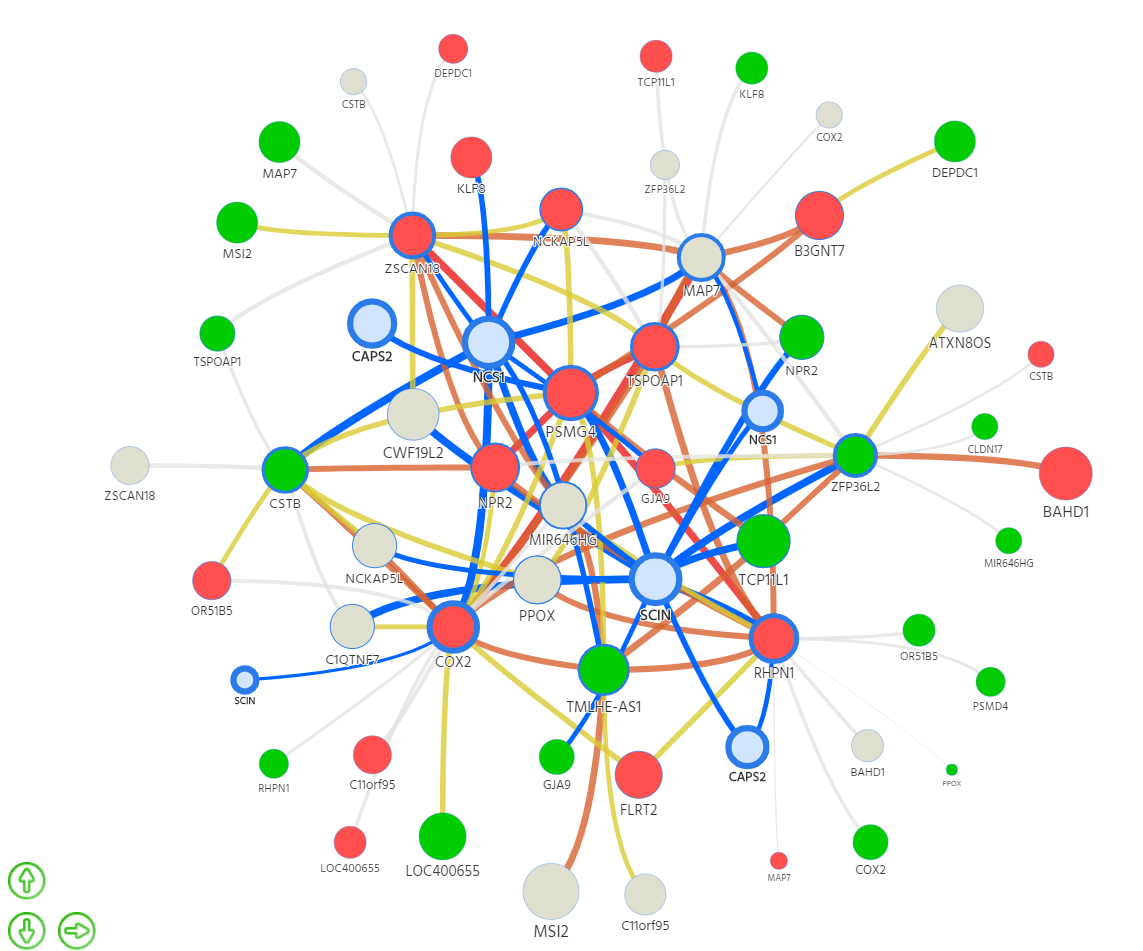 DEPDC1
TCP11L1
KLF8
CSTB
COX2
MAP7
DEPDC1
KLF8
ZFP36L2
MSI2
NCKAP5L
B3GNT7
ZSCAN18
MAP7
ATXN8OS
CAPS2
TSPOAP1
NPR2
NCS1
TSPOAP1
CSTB
PSMG4
NCS1
CLDN17
CWF19L2
ZFP36L2
ZSCAN18
CSTB
NPR2
GJA9
BAHD1
MIR646HG
MIR646HG
NCKAP5L
TCP11L1
OR51B5
PPOX
SCIN
C1QTNF7
COX2
OR51B5
RHPN1
SCIN
TMLHE-AS1
PSMD4
RHPN1
C11orf95
GJA9
CAPS2
BAHD1
PPOX
FLRT2
LOC400655
LOC400655
MAP7
COX2
MSI2
C11orf95